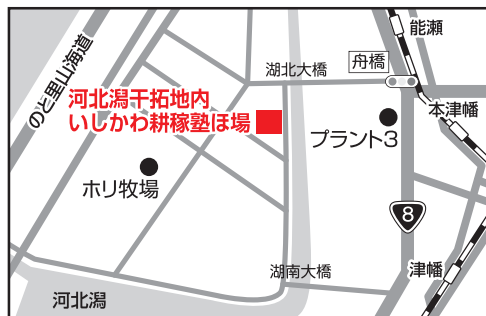 能瀬
のと里山海道
湖北大橋
舟橋
本津幡
河北潟干拓地内
いしかわ耕稼塾ほ場
プラント3
ホリ牧場
8
津幡
湖南大橋
河北潟